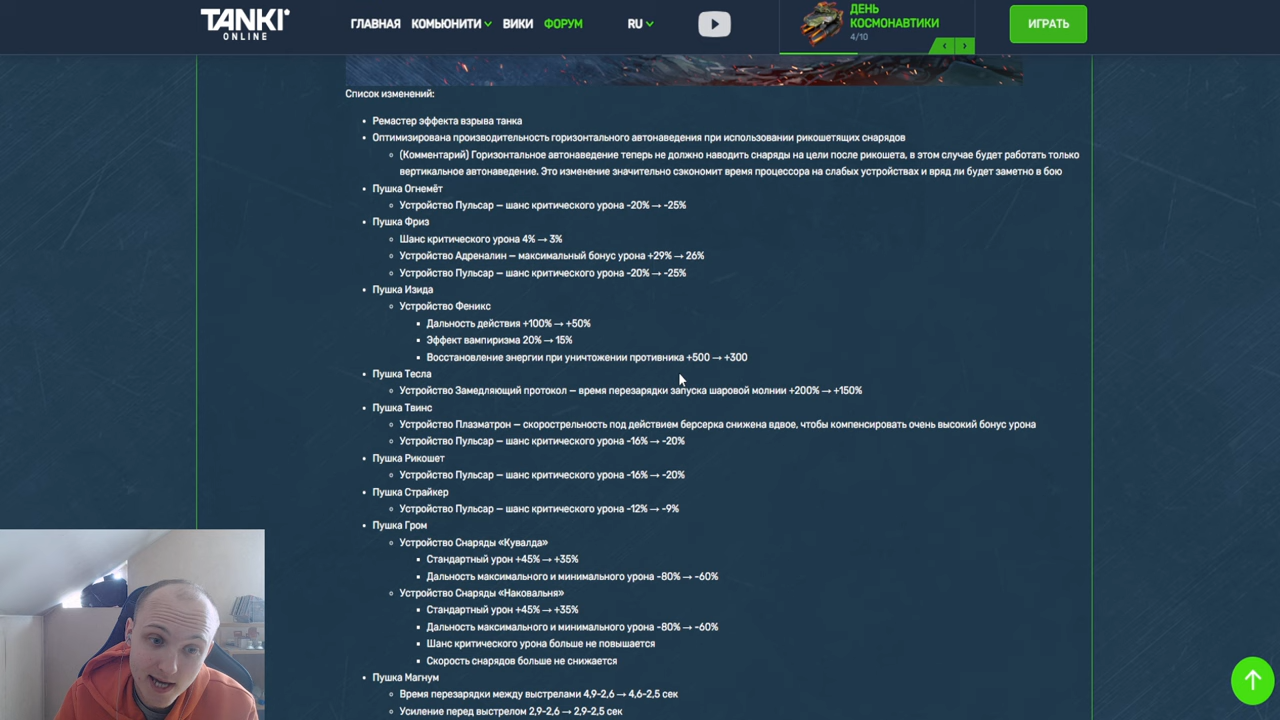 TANKI
ONLINE
ГЛАВНАЯ
КОМЬЮНИТИ
ВИКИ
ФОРУМ
RU
ДЕНЬ
КОСМОНАВТИКИ
4/10
ИГРАТЬ
Список изменений:
• Ремастер эффекта взрыва танка
• Оптимизирована производительность горизонтального автонаведения при использовании рикошетящих снарядов
(Комментарий) Горизонтальное автонаведение теперь не должно наводить снаряды на цели после рикошета, в этом случае будет работать только
вертикальное автонаведение. Это изменение значительно сэкономит время процессора на слабых устройствах и вряд ли будет заметно в бою
• Пушка Огнемёт
Устройство Пульсар — шанс критического урона -20% → -25%
• Пушка Фриз
Шанс критического урона 4% → 3%
Устройство Адреналин — максимальный бонус урона +29% → 26%
Устройство Пульсар — шанс критического урона -20% → -25%
• Пушка Изида
Устройство Феникс
Дальность действия +100% → +50%
Эффект вампиризма 20% → 15%
Восстановление энергии при уничтожении противника +500 → +300
• Пушка Тесла
Устройство Замедляющий протокол — время перезарядки запуска шаровой молнии +200% → +150%
• Пушка Твинс
Устройство Плазматрон — скорострельность под действием берсерка снижена вдвое, чтобы компенсировать очень высокий бонус урона
Устройство Пульсар — шанс критического урона -16% → -20%
• Пушка Рикошет
Устройство Пульсар — шанс критического урона -16% → -20%
• Пушка Страйкер
Устройство Пульсар — шанс критического урона -12% → -9%
• Пушка Гром
Устройство Снаряды «Кувалда»
Стандартный урон +45% → +35%
Дальность максимального и минимального урона -80% → -60%
Устройство Снаряды «Наковальня»
Стандартный урон +45% → +35%
Дальность максимального и минимального урона -80% → -60%
Шанс критического урона больше не повышается
Скорость снарядов больше не снижается
• Пушка Магнум
Время перезарядки между выстрелами 4,9-2,6 → 4,6-2,5 сек
Усиление перед выстрелом 2,9-2,6 → 2,9-2,5 сек